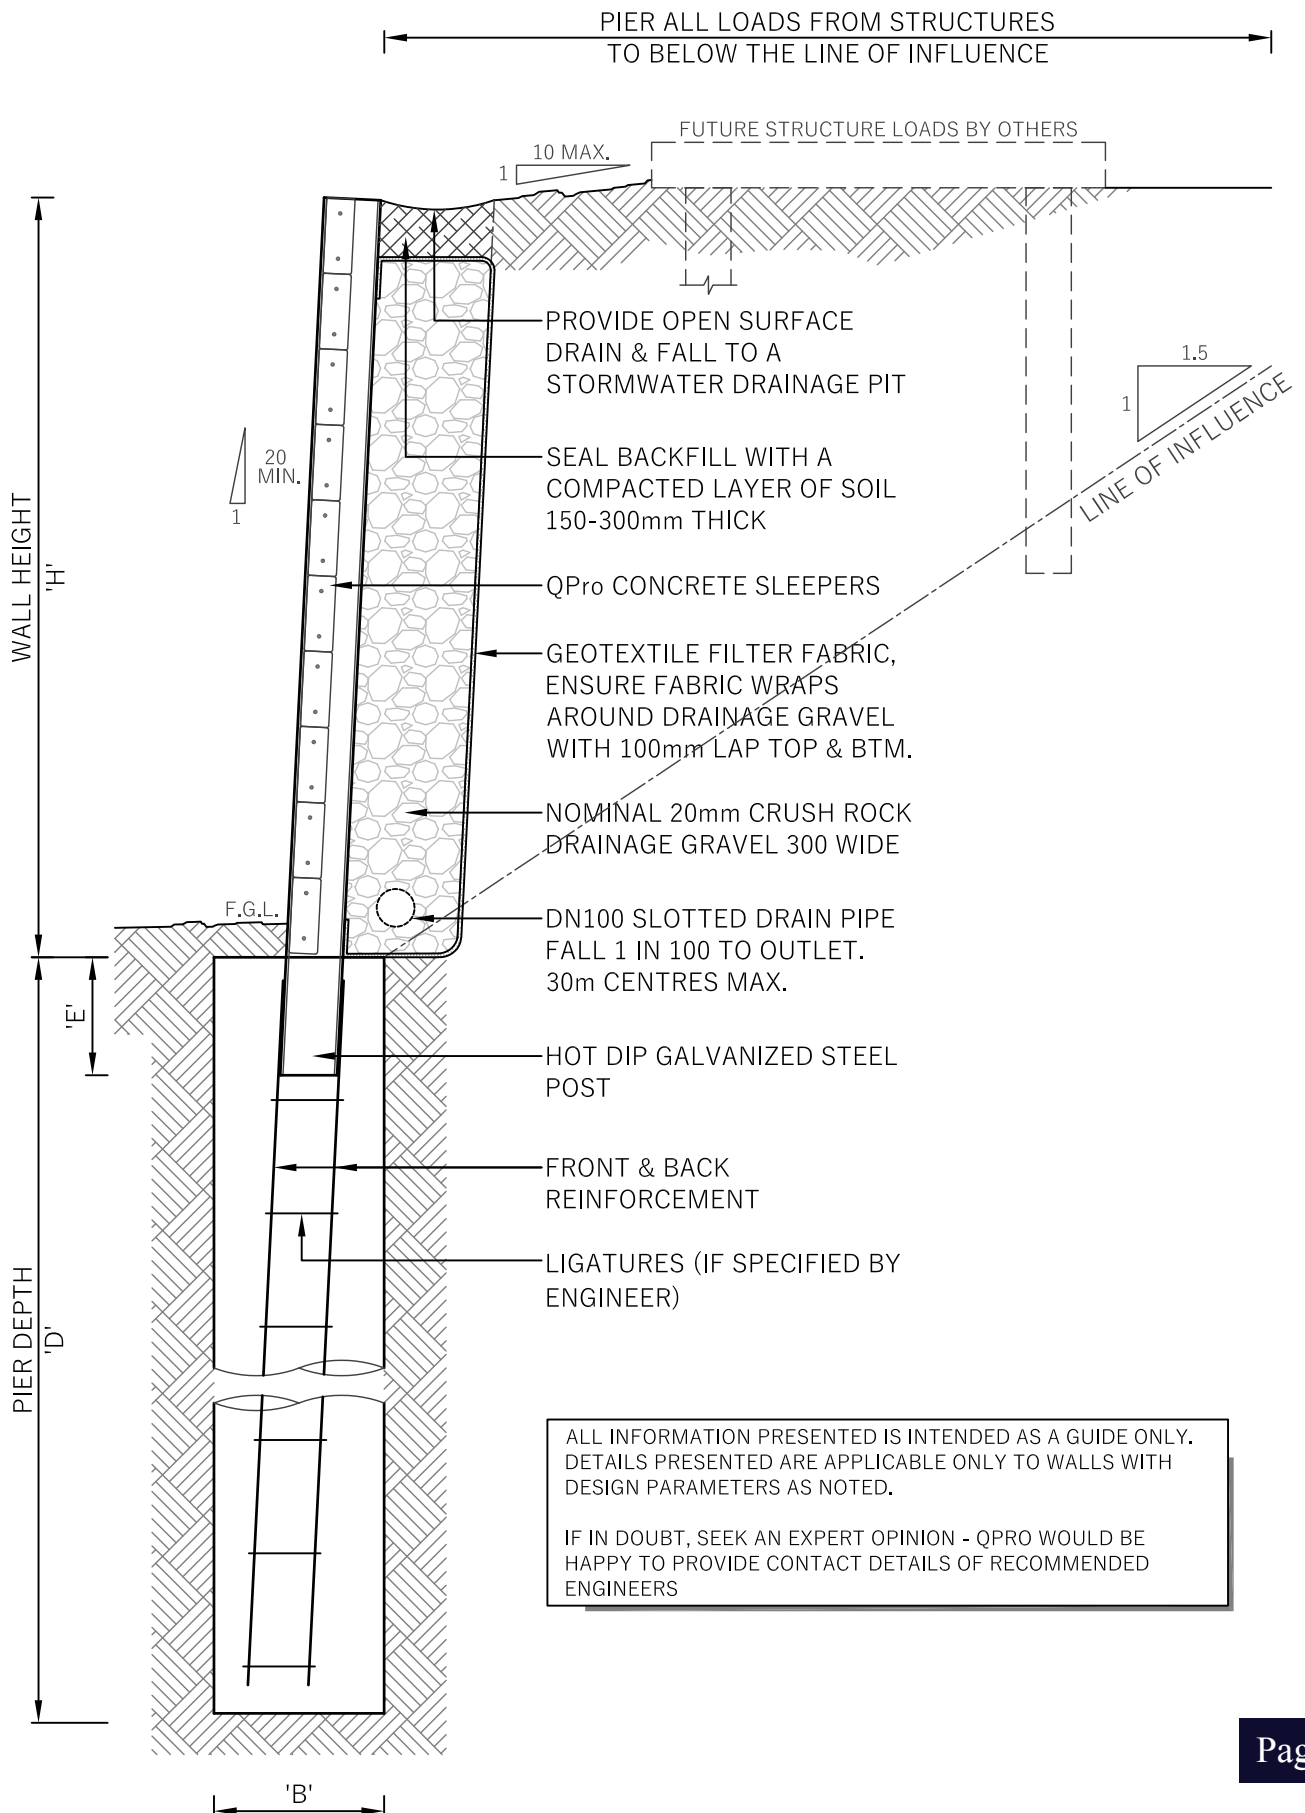 PIER ALL LOADS FROM STRUCTURES
TO BELOW THE LINE OF INFLUENCE
FUTURE STRUCTURE LOADS BY OTHERS
10 MAX.
1
PROVIDE OPEN SURFACE
DRAIN & FALL TO A
STORMWATER DRAINAGE PIT
1.5
1
LINE OF INFLUENCE
20
MIN.
1
SEAL BACKFILL WITH A
COMPACTED LAYER OF SOIL
150-300mm THICK
WALL HEIGHT
'H'
QPro CONCRETE SLEEPERS
GEOTEXTILE FILTER FABRIC,
ENSURE FABRIC WRAPS
AROUND DRAINAGE GRAVEL
WITH 100mm LAP TOP & BTM.
NOMINAL 20mm CRUSH ROCK
DRAINAGE GRAVEL 300 WIDE
F.G.L.
DN100 SLOTTED DRAIN PIPE
FALL 1 IN 100 TO OUTLET.
30m CENTRES MAX.
'E'
HOT DIP GALVANIZED STEEL
POST
FRONT & BACK
REINFORCEMENT
LIGATURES (IF SPECIFIED BY
ENGINEER)
PIER DEPTH
'D'
ALL INFORMATION PRESENTED IS INTENDED AS A GUIDE ONLY.
DETAILS PRESENTED ARE APPLICABLE ONLY TO WALLS WITH
DESIGN PARAMETERS AS NOTED.
IF IN DOUBT, SEEK AN EXPERT OPINION - QPRO WOULD BE
HAPPY TO PROVIDE CONTACT DETAILS OF RECOMMENDED
ENGINEERS
Pag
'B'